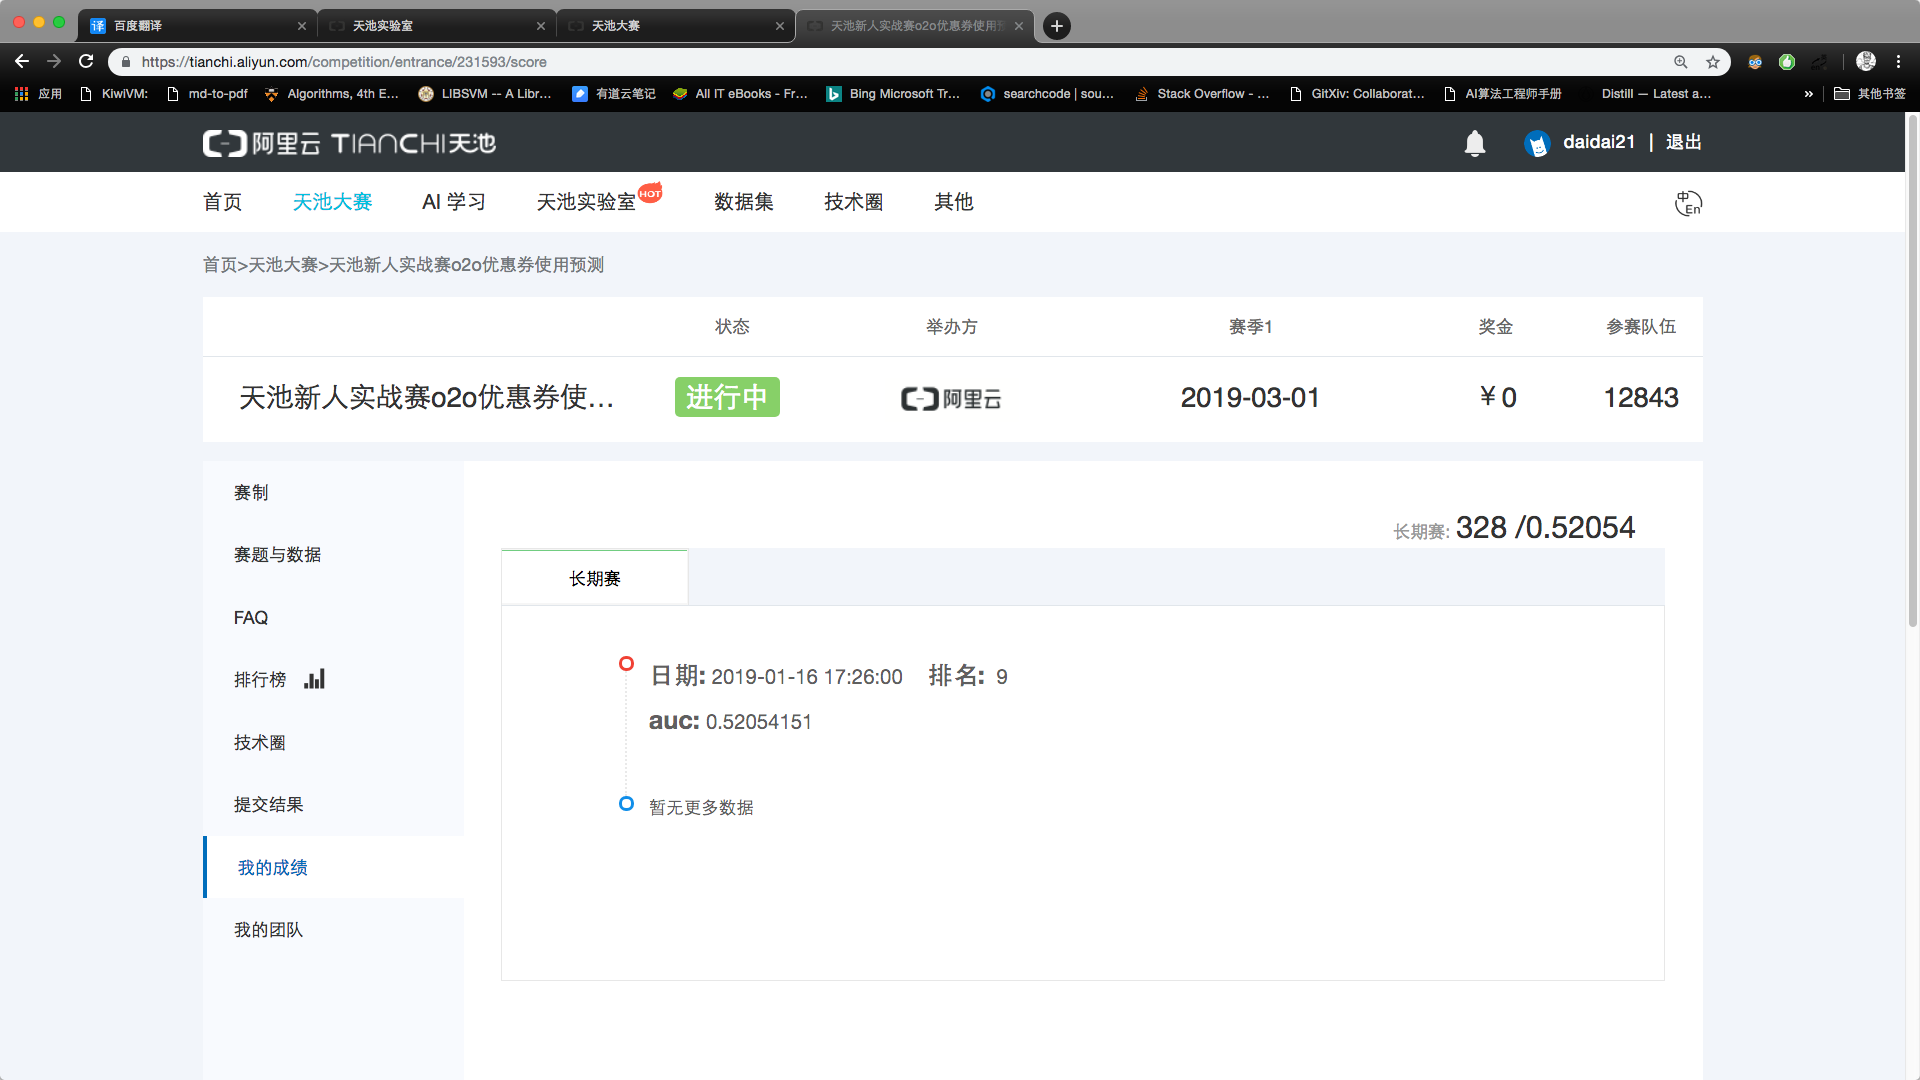 译 百度翻译
天池实验室
天池大赛
天池新人实战赛o2o优惠券使用预
https://tianchi.aliyun.com/competition/entrance/231593/score
应用 KiwiVM: md-to-pdf Algorithms, 4th E... LIBSVM -- A Libr... 有道云笔记 All IT eBooks - Fr... Bing Microsoft Tr... searchcode | sou... Stack Overflow - ... GitXiv: Collaborat... AI算法工程师手册 Distill — Latest a... » 其他书签
阿里云 TIANCHI天池
daidai21 | 退出
首页 天池大赛 AI 学习 天池实验室 HOT 数据集 技术圈 其他 中 En
首页>天池大赛>天池新人实战赛o2o优惠券使用预测
状态 举办方 赛季1 奖金 参赛队伍
天池新人实战赛o2o优惠券使... 进行中 阿里云 2019-03-01 ¥0 12843
赛制
赛题与数据
FAQ
排行榜
技术圈
提交结果
我的成绩
我的团队
长期赛: 328 /0.52054
长期赛
日期: 2019-01-16 17:26:00 排名: 9
auc: 0.52054151
暂无更多数据